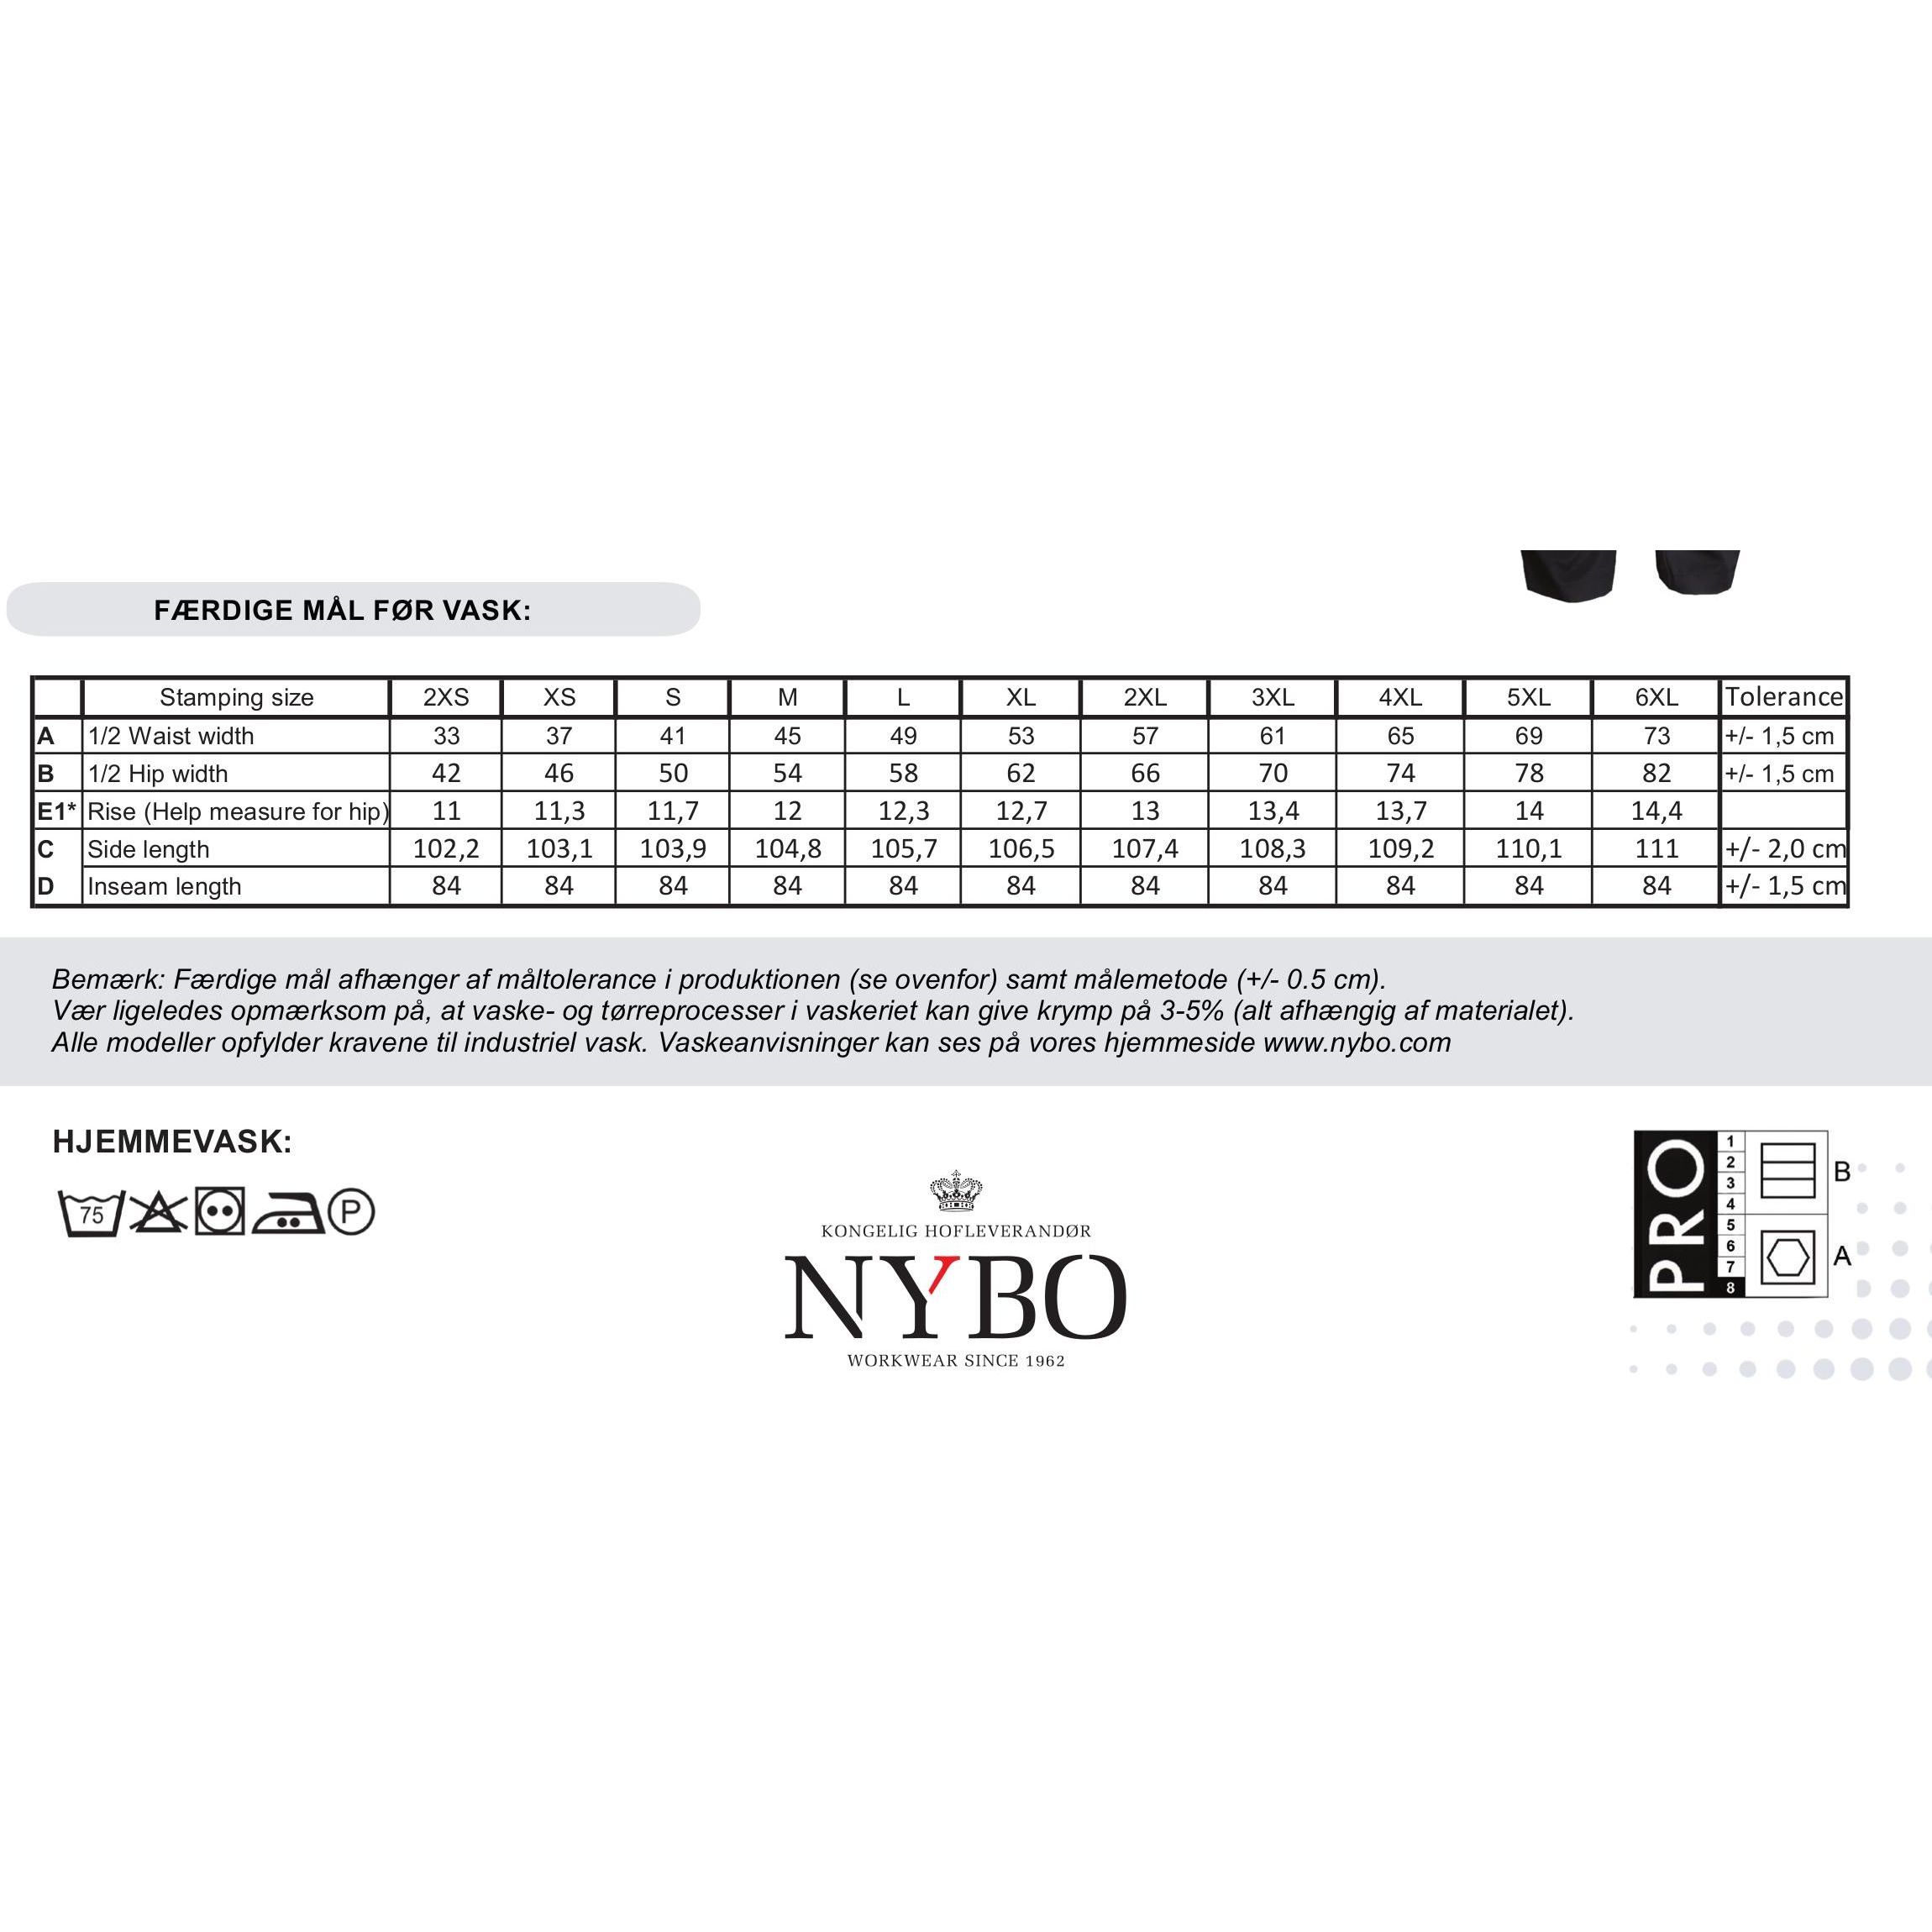 FÆRDIGE MÅL FØR VASK:
Stamping size 2XS XS S M L XL 2XL 3XL 4XL 5XL 6XL Tolerance
A 1/2 Waist width 33 37 41 45 49 53 57 61 65 69 73 +/- 1,5 cm
B 1/2 Hip width 42 46 50 54 58 62 66 70 74 78 82 +/- 1,5 cm
E1* Rise (Help measure for hip) 11 11,3 11,7 12 12,3 12,7 13 13,4 13,7 14 14,4
C Side length 102,2 103,1 103,9 104,8 105,7 106,5 107,4 108,3 109,2 110,1 111 +/- 2,0 cm
D Inseam length 84 84 84 84 84 84 84 84 84 84 84 +/- 1,5 cm
Bemærk: Færdige mål afhænger af måltolerance i produktionen (se ovenfor) samt målemetode (+/- 0.5 cm).
Vær ligeledes opmærksom på, at vaske- og tørreprocesser i vaskeriet kan give krymp på 3-5% (alt afhængig af materialet).
Alle modeller opfylder kravene til industriel vask. Vaskeanvisninger kan ses på vores hjemmeside www.nybo.com
HJEMMEVASK:
75 P
KONGELIG HOFLEVERANDØR
NYBO
WORKWEAR SINCE 1962
PRO
1
2
3
4
5
6
7
8
B
A